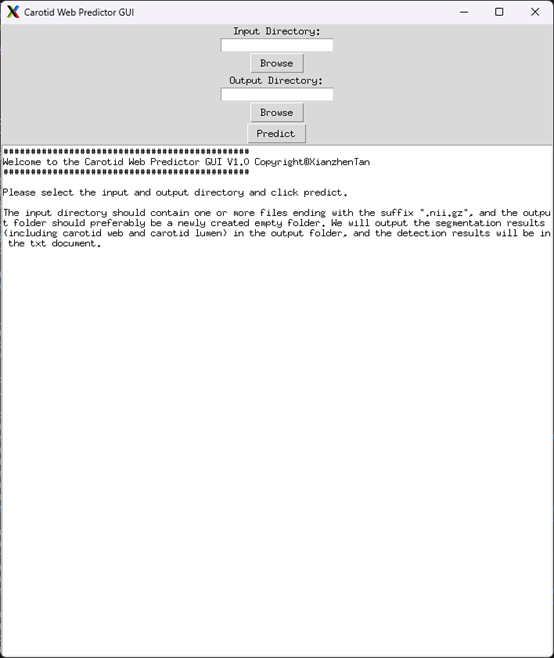 Carotid Web Predictor GUI
Input Directory:
Browse
Output Directory:
Browse
Predict
#############################################
Welcome to the Carotid Web Predictor GUI V1.0 Copyright@XianzhenTan
#############################################
Please select the input and output directory and click predict.
The input directory should contain one or more files ending with the suffix ".nii.gz", and the outpu
t folder should preferably be a newly created empty folder. We will output the segmentation results
(including carotid web and carotid lumen) in the output folder, and the detection results will be in
the txt document.